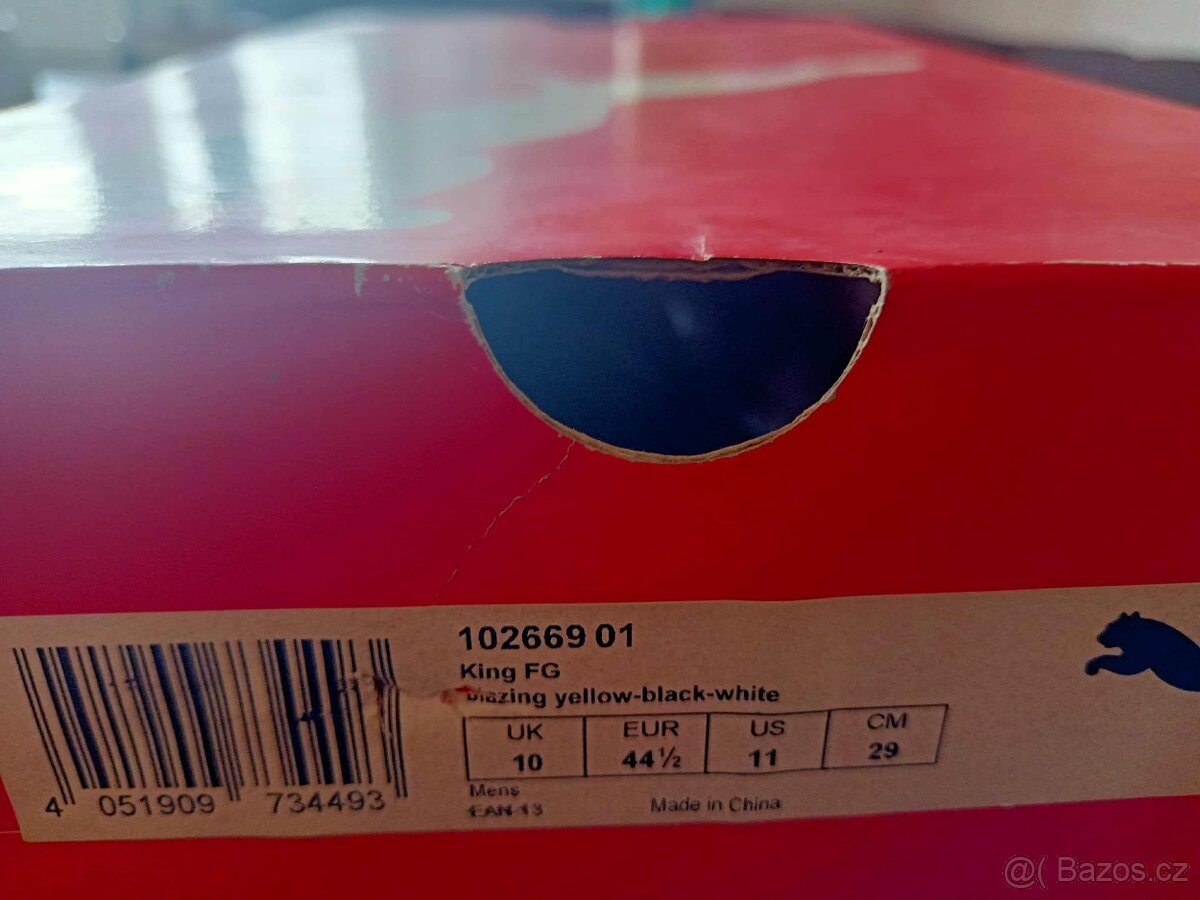 102669 01
King FG
blazing yellow-black-white
UK EUR US CM
10 44½ 11 29
Mens
EAN-13 Made in China
4 051909 734493
@( Bazos.cz